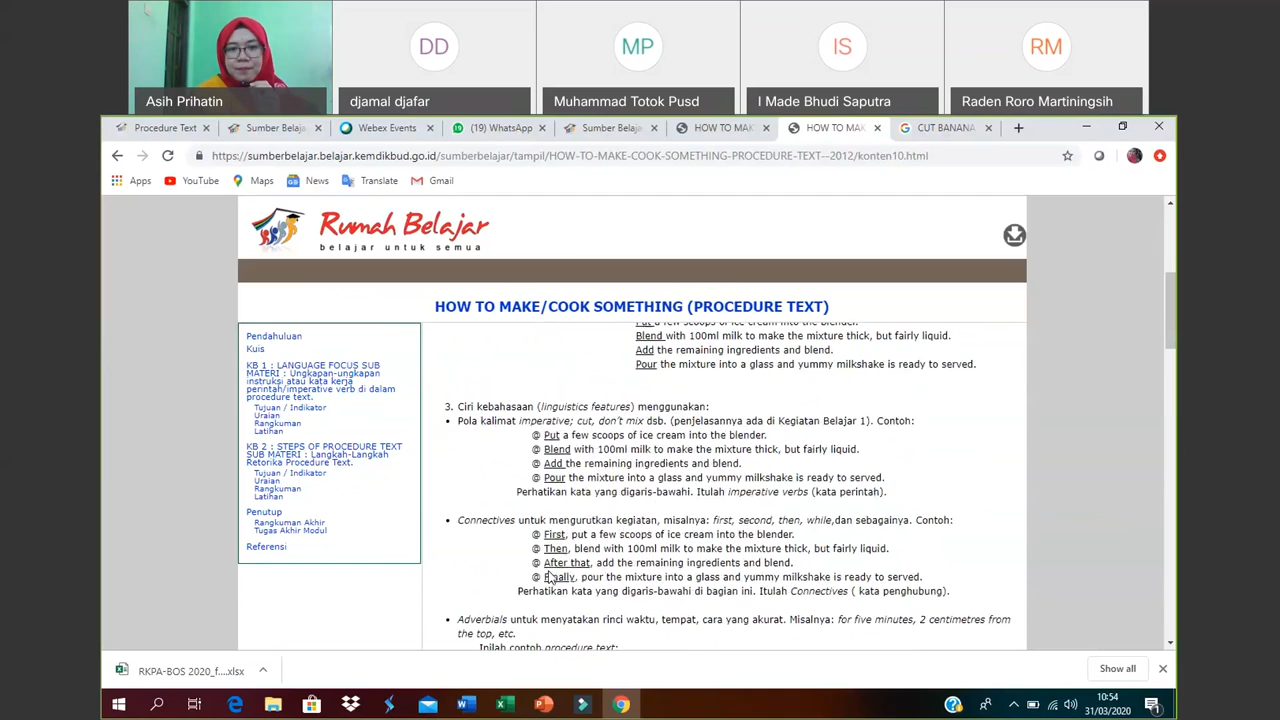 DD
MP
IS
RM
Asih Prihatin
djamal djafar
Muhammad Totok Pusd
I Made Bhudi Saputra
Raden Roro Martiningsih
Procedure Text
Sumber Belaja
Webex Events
(19) WhatsApp
Sumber Belaja
HOW TO MAK
HOW TO MAK
CUT BANANA
https://sumberbelajar.belajar.kemdikbud.go.id/sumberbelajar/tampil/HOW-TO-MAKE-COOK-SOMETHING-PROCEDURE-TEXT--2012/konten10.html
Apps
YouTube
Maps
News
Translate
Gmail
Rumah Belajar
belajar untuk semua
HOW TO MAKE/COOK SOMETHING (PROCEDURE TEXT)
Pendahuluan
Kuis
KB 1 : LANGUAGE FOCUS SUB
MATERI : Ungkapan-ungkapan
instruksi atau kata kerja
perintah/imperative verb di dalam
procedure text.
Tujuan / Indikator
Uraian
Rangkuman
Latihan
KB 2 : STEPS OF PROCEDURE TEXT
SUB MATERI : Langkah-Langkah
Retorika Procedure Text.
Tujuan / Indikator
Uraian
Rangkuman
Latihan
Penutup
Rangkuman Akhir
Tugas Akhir Modul
Referensi
Put a few scoops of ice cream into the blender.
Blend with 100ml milk to make the mixture thick, but fairly liquid.
Add the remaining ingredients and blend.
Pour the mixture into a glass and yummy milkshake is ready to served.
3. Ciri kebahasaan (linguistics features) menggunakan:
• Pola kalimat imperative; cut, don't mix dsb. (penjelasannya ada di Kegiatan Belajar 1). Contoh:
@ Put a few scoops of ice cream into the blender.
@ Blend with 100ml milk to make the mixture thick, but fairly liquid.
@ Add the remaining ingredients and blend.
@ Pour the mixture into a glass and yummy milkshake is ready to served.
Perhatikan kata yang digaris-bawahi. Itulah imperative verbs (kata perintah).
• Connectives untuk mengurutkan kegiatan, misalnya: first, second, then, while,dan sebagainya. Contoh:
@ First, put a few scoops of ice cream into the blender.
@ Then, blend with 100ml milk to make the mixture thick, but fairly liquid.
@ After that, add the remaining ingredients and blend.
@ Finally, pour the mixture into a glass and yummy milkshake is ready to served.
Perhatikan kata yang digaris-bawahi di bagian ini. Itulah Connectives ( kata penghubung).
• Adverbials untuk menyatakan rinci waktu, tempat, cara yang akurat. Misalnya: for five minutes, 2 centimetres from
the top, etc.
Inilah contoh procedure text:
RKPA-BOS 2020_f....xlsx
Show all
10:54
31/03/2020